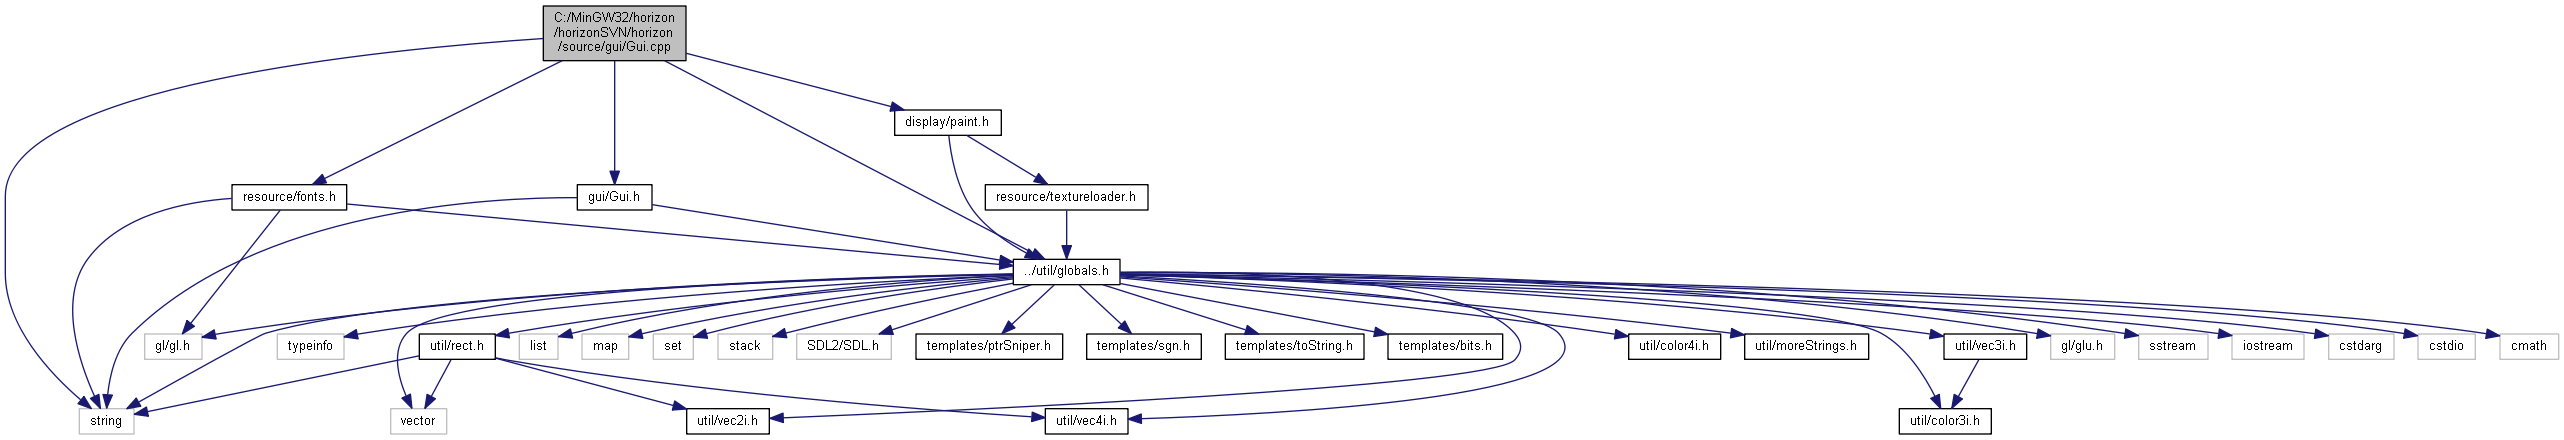 C:/MinGW32/horizon
/horizonSVN/horizon
/source/gui/Gui.cpp
display/paint.h
resource/fonts.h
gui/Gui.h
resource/textureloader.h
../util/globals.h
gl/gl.h
typeinfo
util/rect.h
list
map
set
stack
SDL2/SDL.h
templates/ptrSniper.h
templates/sgn.h
templates/toString.h
templates/bits.h
util/color4i.h
util/moreStrings.h
util/vec3i.h
gl/glu.h
sstream
iostream
cstdarg
cstdio
cmath
string
vector
util/vec2i.h
util/vec4i.h
util/color3i.h